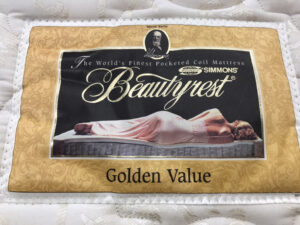 The World's Finest Pocketed Coil Mattress
SIMMONS®
Beautyrest®
Golden Value